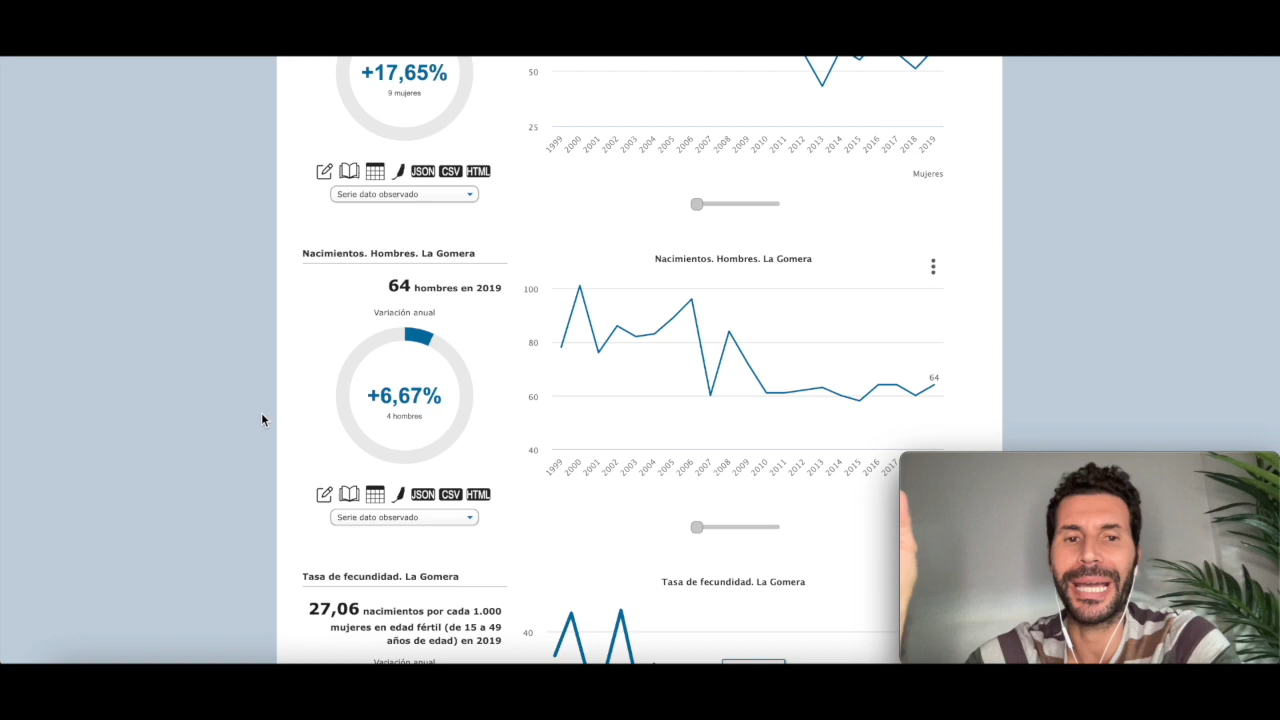 +17,65%
9 mujeres
JSON CSV HTML
Serie dato observado
50
25
1999 2000 2001 2002 2003 2004 2005 2006 2007 2008 2009 2010 2011 2012 2013 2014 2015 2016 2017 2018 2019
Mujeres
Nacimientos. Hombres. La Gomera
64 hombres en 2019
Variación anual
+6,67%
4 hombres
JSON CSV HTML
Serie dato observado
Nacimientos. Hombres. La Gomera
100
80
60
40
64
1999 2000 2001 2002 2003 2004 2005 2006 2007 2008 2009 2010 2011 2012 2013 2014 2015 2016 2017
Tasa de fecundidad. La Gomera
27,06 nacimientos por cada 1.000
mujeres en edad fértil (de 15 a 49
años de edad) en 2019
Variación anual
Tasa de fecundidad. La Gomera
40